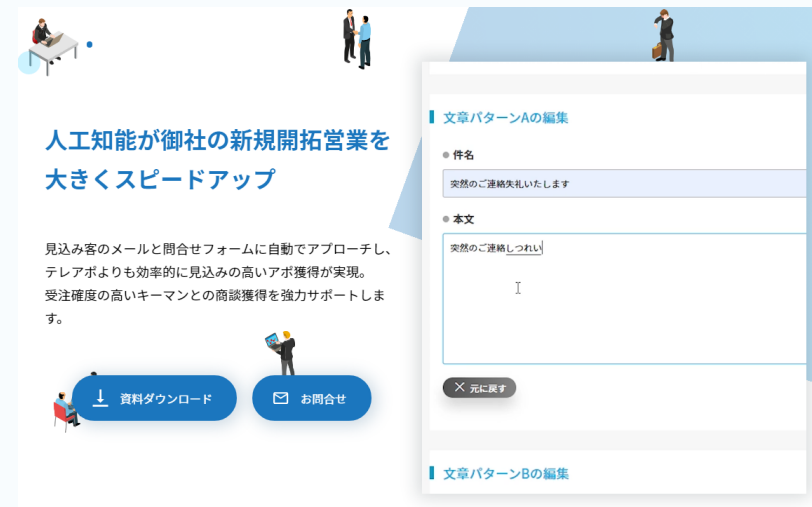 人工知能が御社の新規開拓営業を
大きくスピードアップ
見込み客のメールと問合せフォームに自動でアプローチし、
テレアポよりも効率的に見込みの高いアポ獲得が実現。
受注確度の高いキーマンとの商談獲得を強力サポートしま
す。
資料ダウンロード
お問合せ
文章パターンAの編集
件名
突然のご連絡失礼いたします
本文
突然のご連絡しつれい
元に戻す
文章パターンBの編集